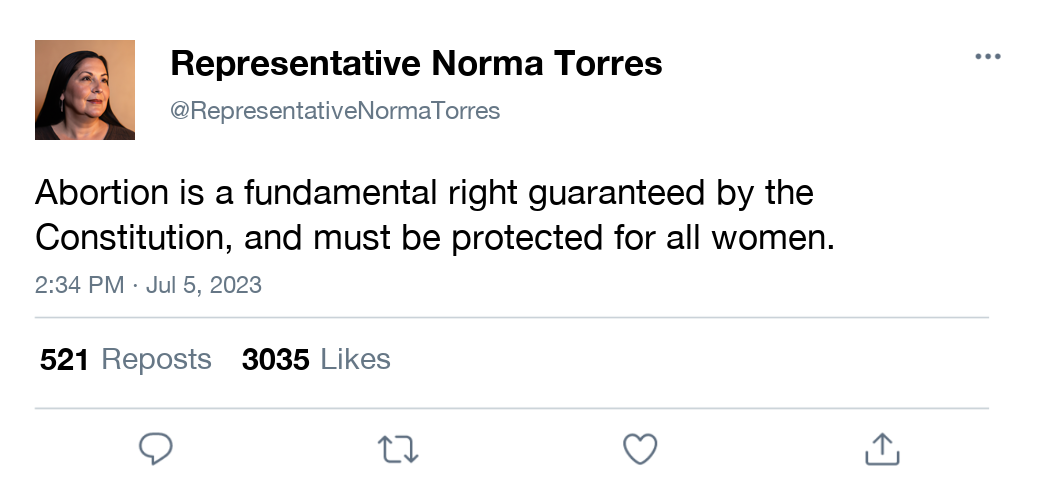 Representative Norma Torres
@RepresentativeNormaTorres
Abortion is a fundamental right guaranteed by the
Constitution, and must be protected for all women.
2:34 PM · Jul 5, 2023
521 Reposts 3035 Likes